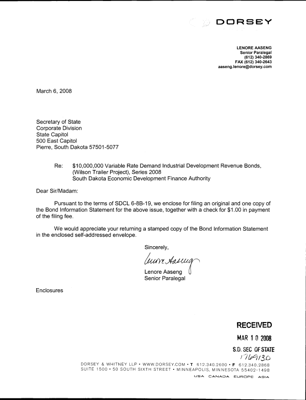 DORSEY
LENORE AASENG
Senior Paralegal
(612) 340-2869
FAX (612) 340-2643
aaseng.lenore@dorsey.com
March 6, 2008
Secretary of State
Corporate Division
State Capitol
500 East Capitol
Pierre, South Dakota 57501-5077
Re: $10,000,000 Variable Rate Demand Industrial Development Revenue Bonds,
(Wilson Trailer Project), Series 2008
South Dakota Economic Development Finance Authority
Dear Sir/Madam:
Pursuant to the terms of SDCL 6-8B-19, we enclose for filing an original and one copy of
the Bond Information Statement for the above issue, together with a check for $1.00 in payment
of the filing fee.
We would appreciate your returning a stamped copy of the Bond Information Statement
in the enclosed self-addressed envelope.
Sincerely,
Lenore Aaseng
Lenore Aaseng
Senior Paralegal
Enclosures
RECEIVED
MAR 10 2008
S.D. SEC OF STATE
DORSEY & WHITNEY LLP • WWW.DORSEY.COM • T 612.340.2600 • F 612.340.2868
SUITE 1500 • 50 SOUTH SIXTH STREET • MINNEAPOLIS, MINNESOTA 55402-1498
USA CANADA EUROPE ASIA